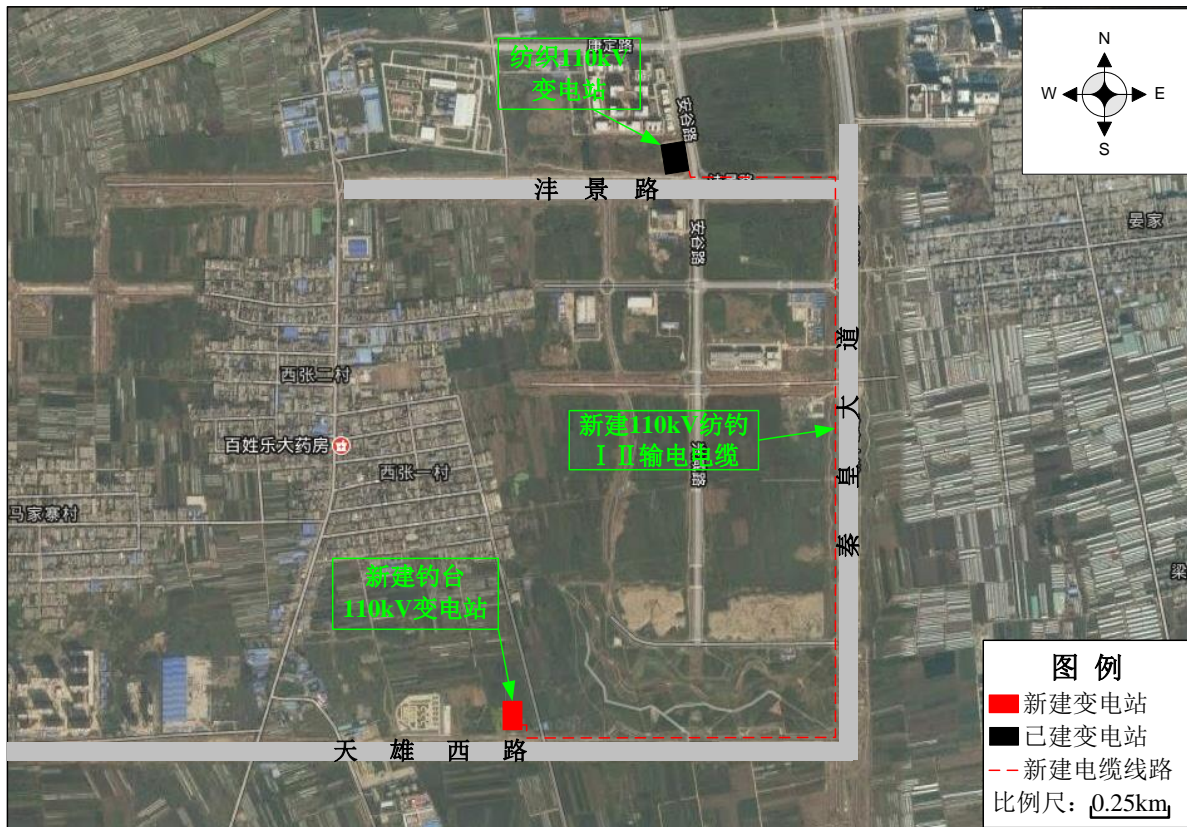 康定路
纺织110kV
变电站
安谷路
N
W
E
S
沣景路
安谷路
晏家
秦皇大道
西张二村
百姓乐大药房
西张一村
新建110kV纺钓
ⅠⅡ输电电缆
马家寨村
梁
新建钓台
110kV变电站
天雄西路
图例
新建变电站
已建变电站
新建电缆线路
比例尺：0.25km